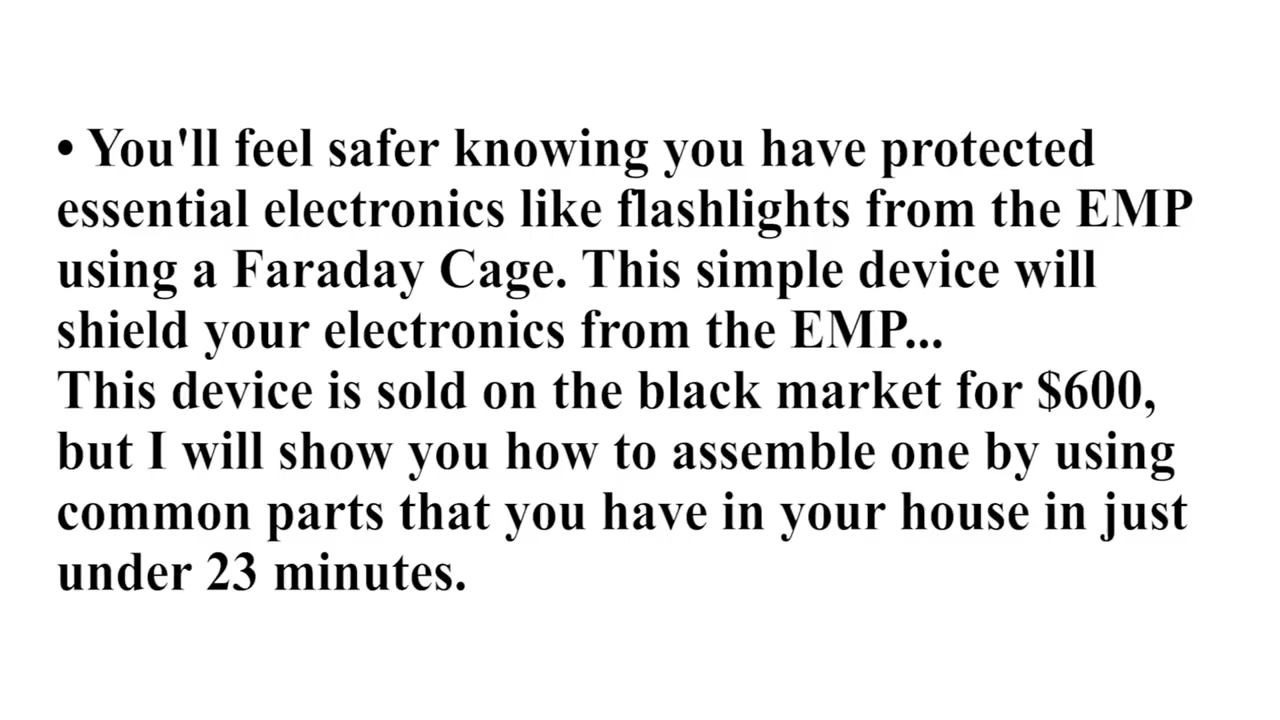 • You'll feel safer knowing you have protected
essential electronics like flashlights from the EMP
using a Faraday Cage. This simple device will
shield your electronics from the EMP...
This device is sold on the black market for $600,
but I will show you how to assemble one by using
common parts that you have in your house in just
under 23 minutes.